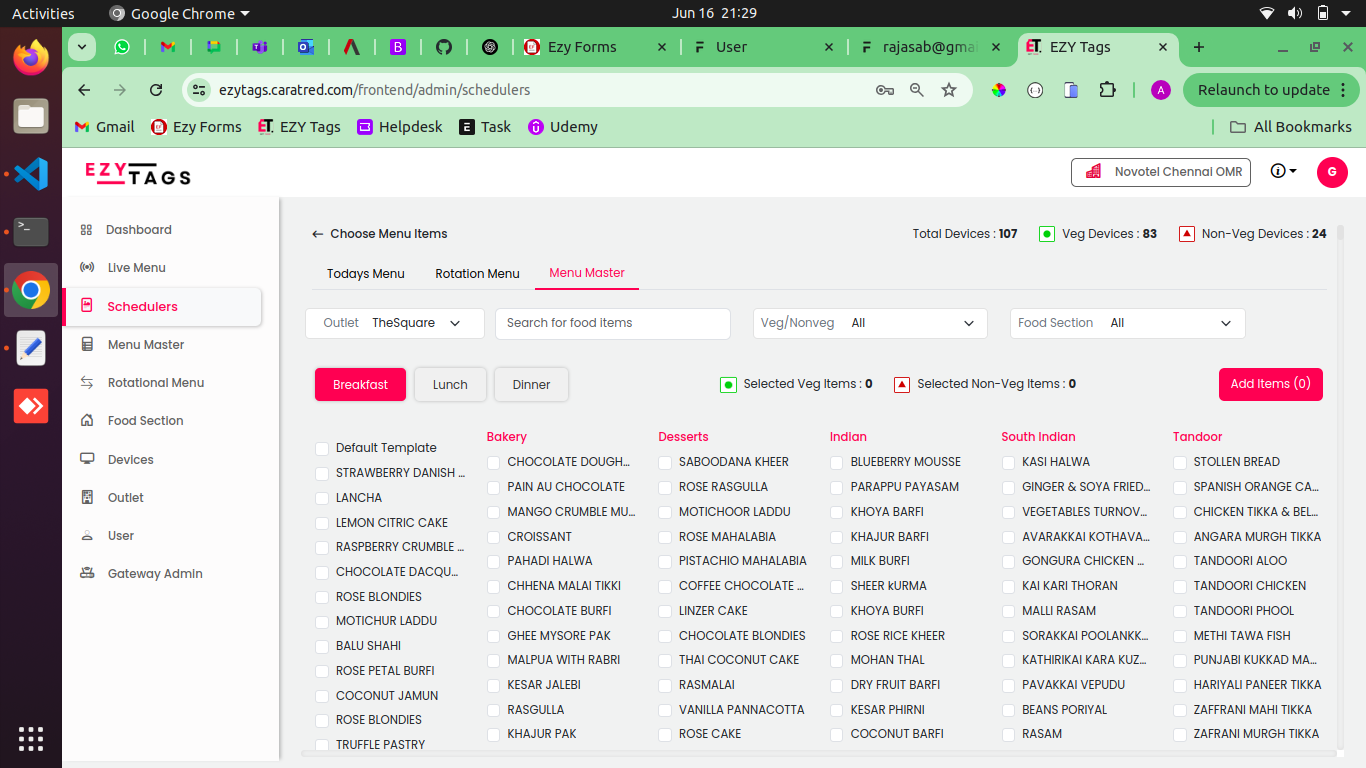 Activities
Google Chrome
Jun 16 21:29
Ezy Forms
User
rajasab@gma
EZY Tags
ezytags.caratred.com/frontend/admin/schedulers
Relaunch to update
Gmail
Ezy Forms
EZY Tags
Helpdesk
Task
Udemy
All Bookmarks
EZY TAGS
Novotel Chennal OMR
G
Dashboard
Live Menu
Schedulers
Menu Master
Rotational Menu
Food Section
Devices
Outlet
User
Gateway Admin
Choose Menu Items
Total Devices : 107
Veg Devices : 83
Non-Veg Devices : 24
Todays Menu
Rotation Menu
Menu Master
Outlet TheSquare
Search for food items
Veg/Nonveg All
Food Section All
Breakfast
Lunch
Dinner
Selected Veg Items : 0
Selected Non-Veg Items : 0
Add Items (0)
Default Template
STRAWBERRY DANISH ...
LANCHA
LEMON CITRIC CAKE
RASPBERRY CRUMBLE ...
CHOCOLATE DACQU...
ROSE BLONDIES
MOTICHUR LADDU
BALU SHAHI
ROSE PETAL BURFI
COCONUT JAMUN
ROSE BLONDIES
TRUFFLE PASTRY
Bakery
CHOCOLATE DOUGH...
PAIN AU CHOCOLATE
MANGO CRUMBLE MU...
CROISSANT
PAHADI HALWA
CHHENA MALAI TIKKI
CHOCOLATE BURFI
GHEE MYSORE PAK
MALPUA WITH RABRI
KESAR JALEBI
RASGULLA
KHAJUR PAK
Desserts
SABOODANA KHEER
ROSE RASGULLA
MOTICHOOR LADDU
ROSE MAHALABIA
PISTACHIO MAHALABIA
COFFEE CHOCOLATE ...
LINZER CAKE
CHOCOLATE BLONDIES
THAI COCONUT CAKE
RASMALAI
VANILLA PANNACOTTA
ROSE CAKE
Indian
BLUEBERRY MOUSSE
PARAPPU PAYASAM
KHOYA BARFI
KHAJUR BARFI
MILK BURFI
SHEER kURMA
KHOYA BURFI
ROSE RICE KHEER
MOHAN THAL
DRY FRUIT BARFI
KESAR PHIRNI
COCONUT BARFI
South Indian
KASI HALWA
GINGER & SOYA FRIED...
VEGETABLES TURNOV...
AVARAKKAI KOTHAVA...
GONGURA CHICKEN ...
KAI KARI THORAN
MALLI RASAM
SORAKKAI POOLANKK...
KATHIRIKAI KARA KUZ...
PAVAKKAI VEPUDU
BEANS PORIYAL
RASAM
Tandoor
STOLLEN BREAD
SPANISH ORANGE CA...
CHICKEN TIKKA & BEL...
ANGARA MURGH TIKKA
TANDOORI ALOO
TANDOORI CHICKEN
TANDOORI PHOOL
METHI TAWA FISH
PUNJABI KUKKAD MA...
HARIYALI PANEER TIKKA
ZAFFRANI MAHI TIKKA
ZAFRANI MURGH TIKKA